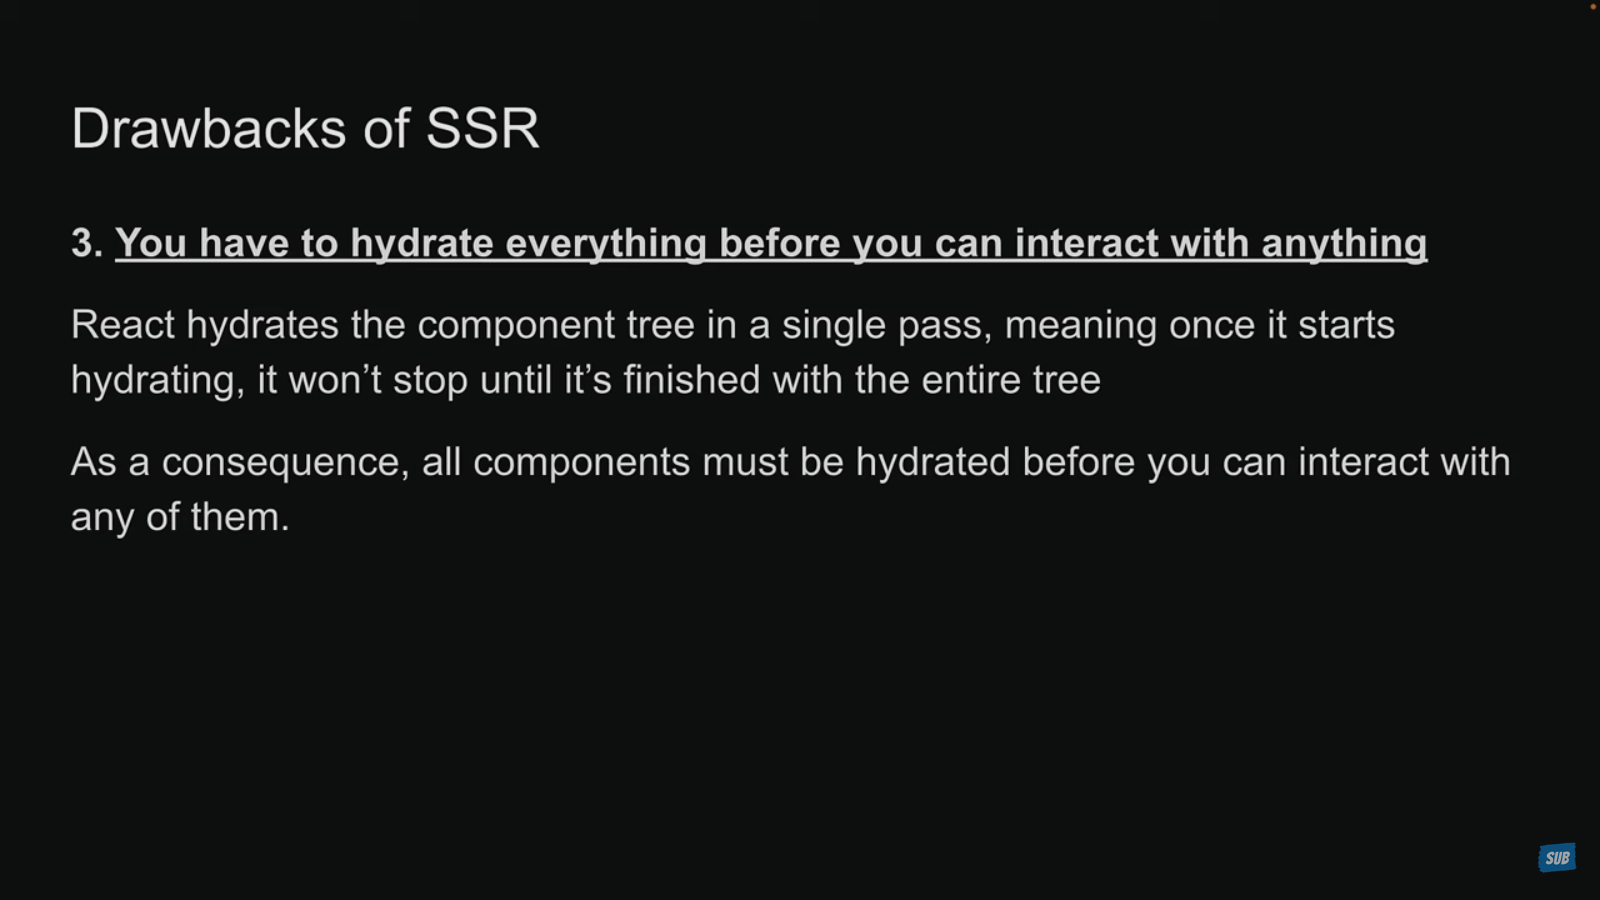 Drawbacks of SSR
3. You have to hydrate everything before you can interact with anything
React hydrates the component tree in a single pass, meaning once it starts
hydrating, it won’t stop until it’s finished with the entire tree
As a consequence, all components must be hydrated before you can interact with
any of them.
SUB